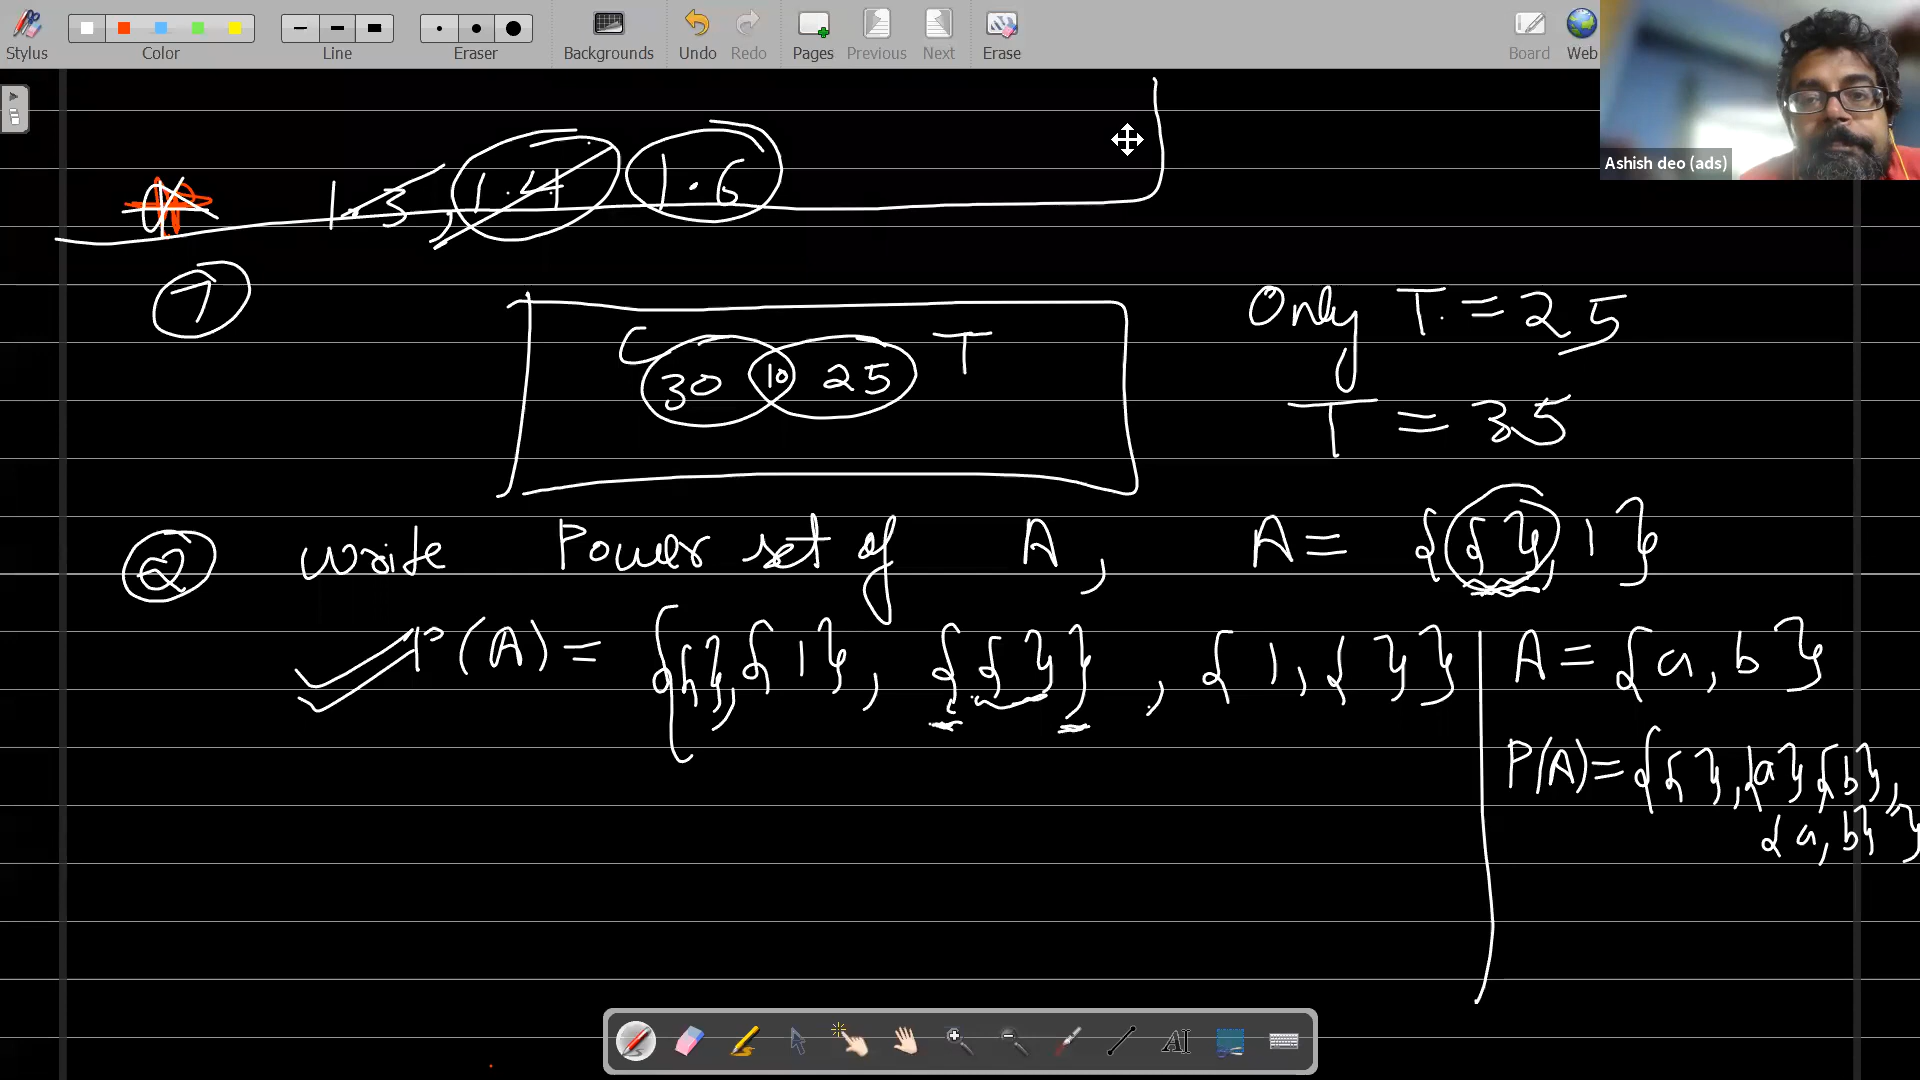 Stylus Color Line Eraser Backgrounds Undo Redo Pages Previous Next Erase Board Web
Ashish deo (ads)
1.3, 1.4 1.6
7
C 30 10 25 T
Only T = 25
T = 35
Q write Power set of A, A = {{ }, 1}
P(A) = {{ }, {1}, {{ }}, {1, { }}
A = {a, b}
P(A) = {{ }, {a} {b},
{a, b}}
AI